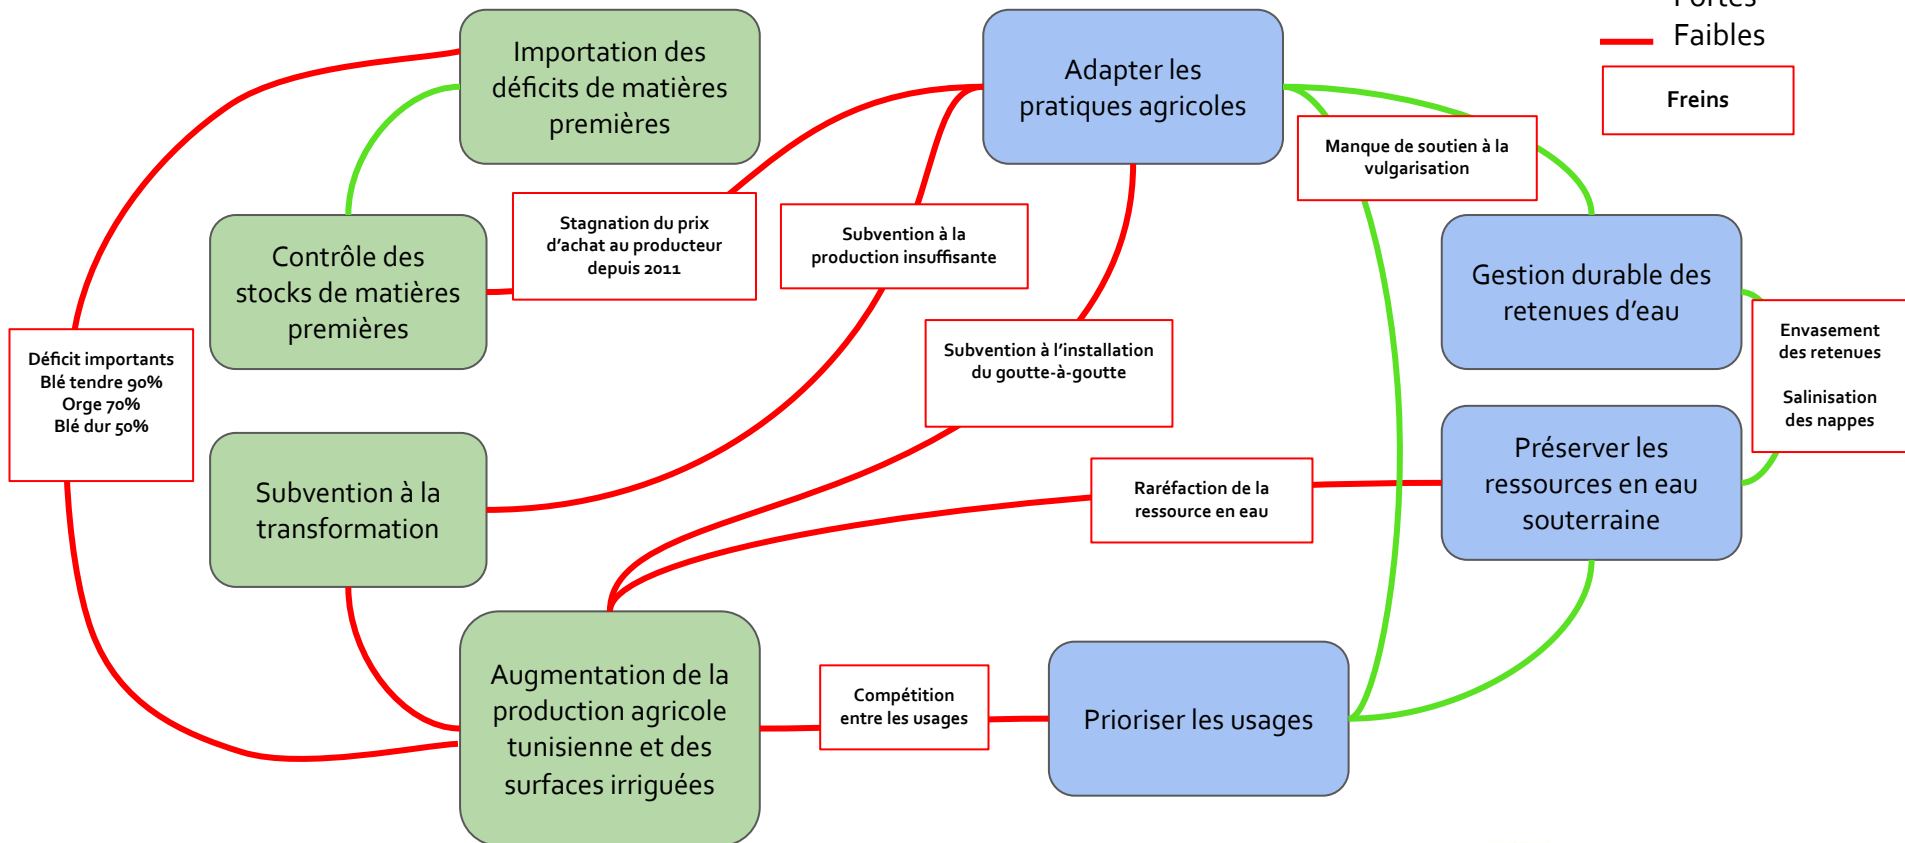 Importation des
déficits de matières
premières
Adapter les
pratiques agricoles
Faibles
Freins
Manque de soutien à la
vulgarisation
Stagnation du prix
d'achat au producteur
depuis 2011
Subvention à la
production insuffisante
Contrôle des
stocks de matières
premières
Gestion durable des
retenues d'eau
Déficit importants
Blé tendre 90%
Orge 70%
Blé dur 50%
Subvention à l'installation
du goutte-à-goutte
Envasement
des retenues
Salinisation
des nappes
Subvention à la
transformation
Préserver les
ressources en eau
souterraine
Raréfaction de la
ressource en eau
Augmentation de la
production agricole
tunisienne et des
surfaces irriguées
Compétition
entre les usages
Prioriser les usages